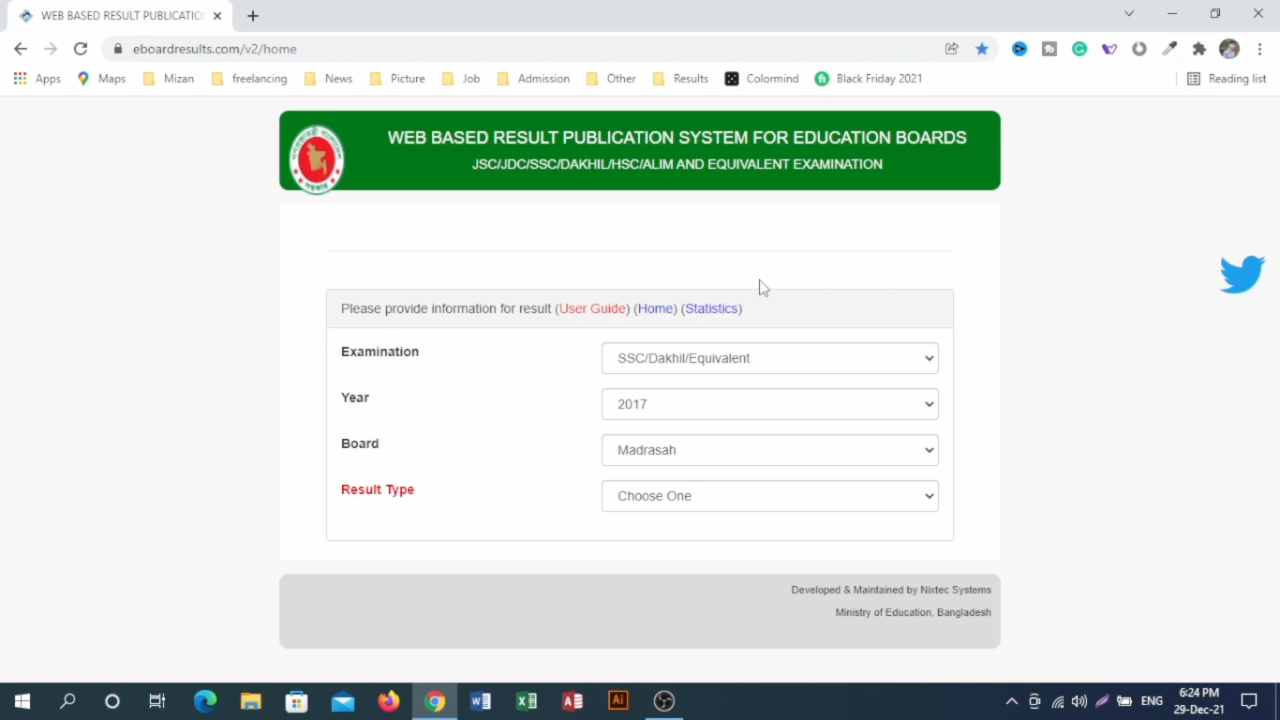 WEB BASED RESULT PUBLICATIO
eboardresults.com/v2/home
Apps Maps Mizan freelancing News Picture Job Admission Other Results Colormind Black Friday 2021 Reading list
WEB BASED RESULT PUBLICATION SYSTEM FOR EDUCATION BOARDS
JSC/JDC/SSC/DAKHIL/HSC/ALIM AND EQUIVALENT EXAMINATION
Please provide information for result (User Guide) (Home) (Statistics)
Examination SSC/Dakhil/Equivalent
Year 2017
Board Madrasah
Result Type Choose One
Developed & Maintained by Nixtec Systems
Ministry of Education, Bangladesh
ENG 6:24 PM
29-Dec-21